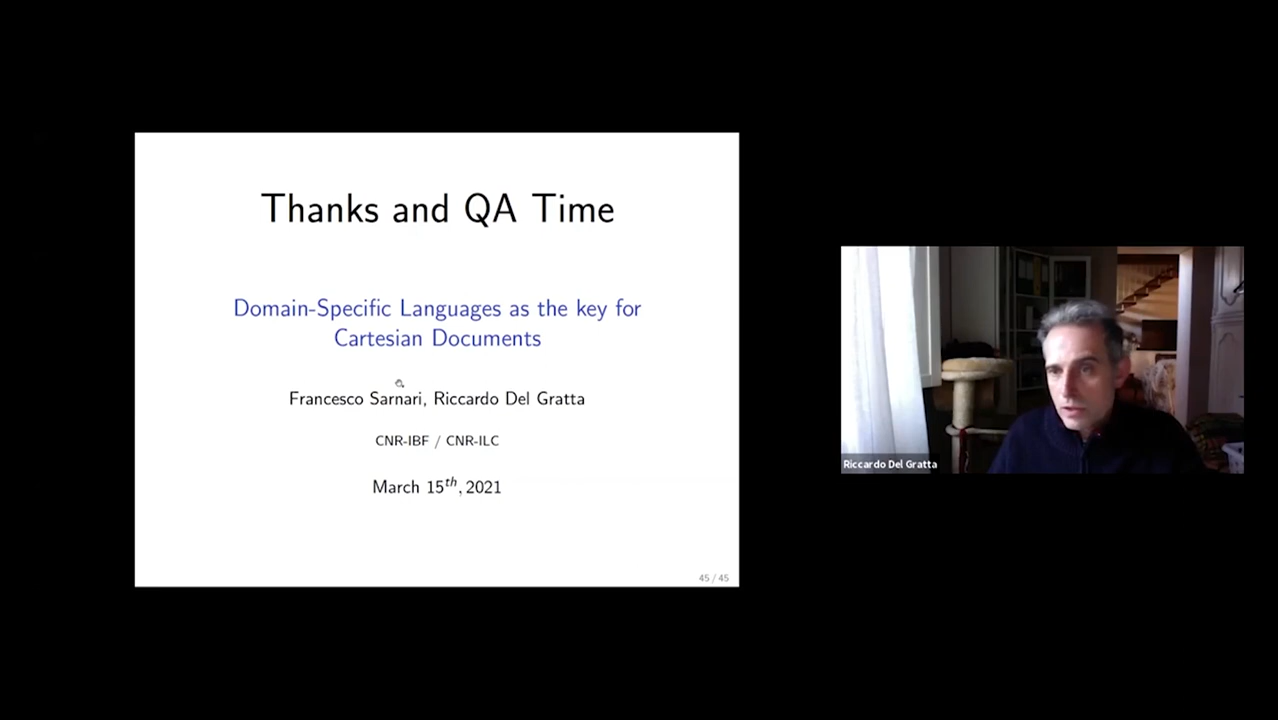 Thanks and QA Time
Domain-Specific Languages as the key for
Cartesian Documents
Francesco Sarnari, Riccardo Del Gratta
CNR-IBF / CNR-ILC
March 15th, 2021
45 / 45
Riccardo Del Gratta